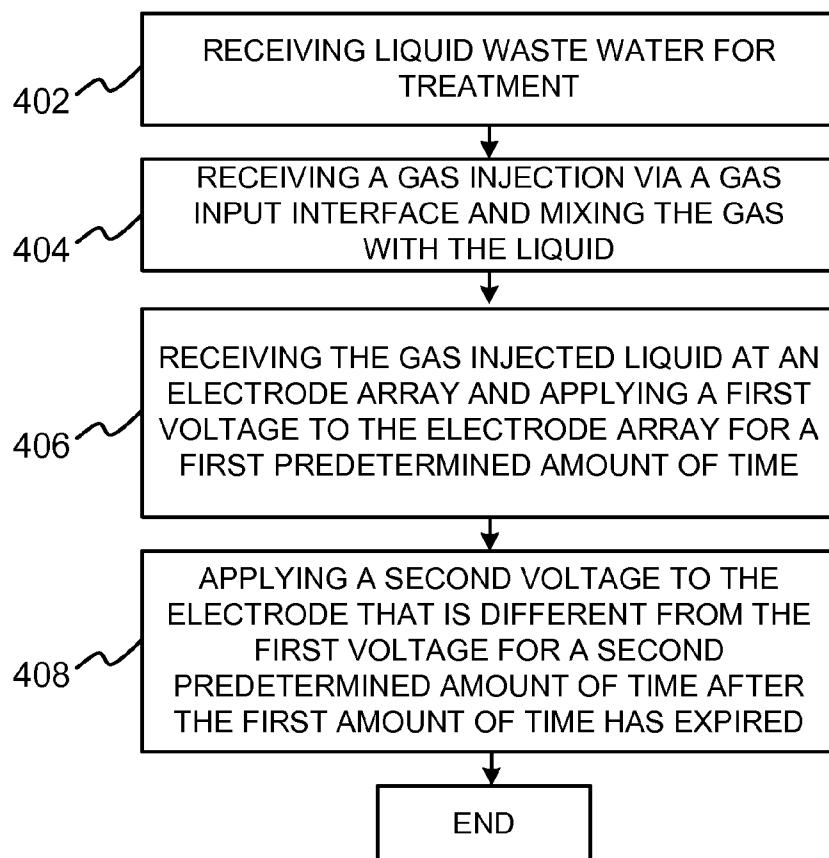 402
RECEIVING LIQUID WASTE WATER FOR
TREATMENT
404
RECEIVING A GAS INJECTION VIA A GAS
INPUT INTERFACE AND MIXING THE GAS
WITH THE LIQUID
406
RECEIVING THE GAS INJECTED LIQUID AT AN
ELECTRODE ARRAY AND APPLYING A FIRST
VOLTAGE TO THE ELECTRODE ARRAY FOR A
FIRST PREDETERMINED AMOUNT OF TIME
408
APPLYING A SECOND VOLTAGE TO THE
ELECTRODE THAT IS DIFFERENT FROM THE
FIRST VOLTAGE FOR A SECOND
PREDETERMINED AMOUNT OF TIME AFTER
THE FIRST AMOUNT OF TIME HAS EXPIRED
END